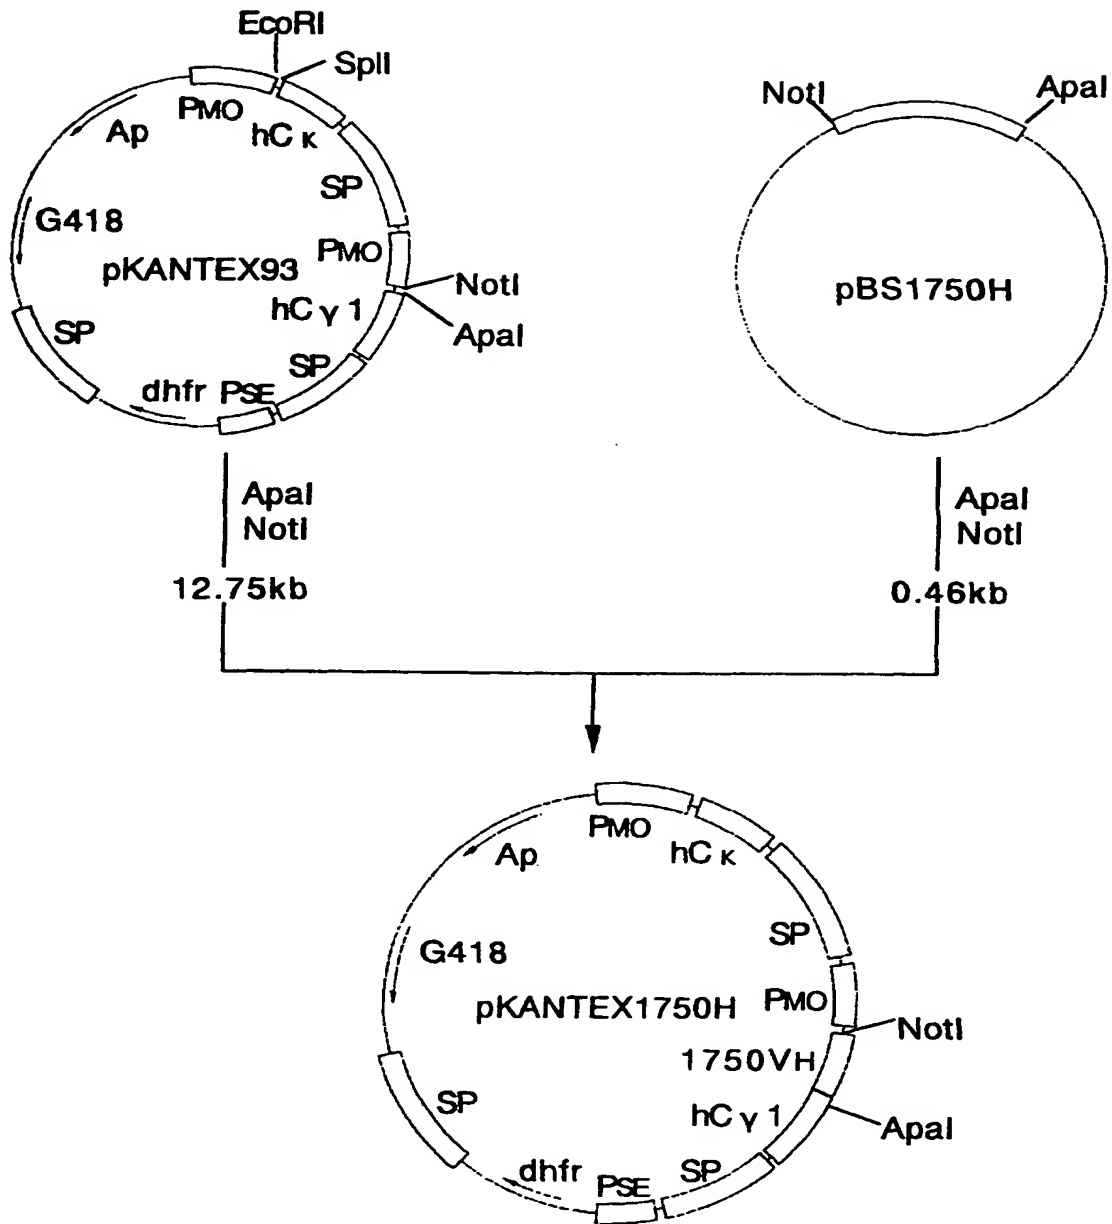 EcoRI
SplI
PMO
hCκ
Ap
SP
G418
PMO
pKANTEX93
NotI
hCγ1
ApaI
SP
SP
dhfr
PSE
NotI
ApaI
pBS1750H
ApaI
NotI
12.75kb
ApaI
NotI
0.46kb
PMO
hCκ
Ap
SP
G418
PMO
pKANTEX1750H
NotI
1750VH
hCγ1
ApaI
SP
SP
dhfr
PSE